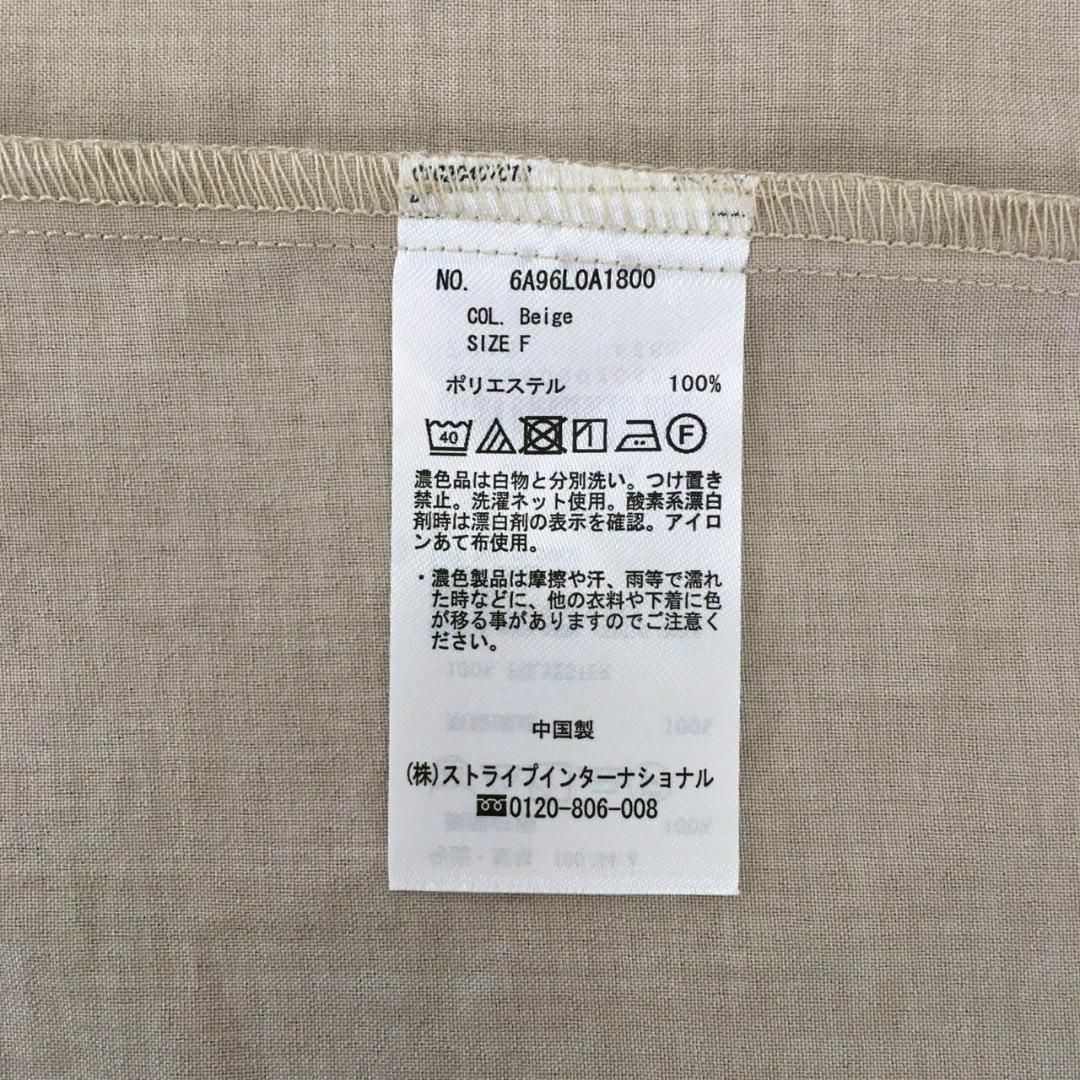 NO. 6A96L0A1800
COL. Beige
SIZE F
ポリエステル 100%
40 F
濃色品は白物と分別洗い。つけ置き
禁止。洗濯ネット使用。酸素系漂白
剤時は漂白剤の表示を確認。アイロ
ンあて布使用。
・濃色製品は摩擦や汗、雨等で濡れ
た時などに、他の衣料や下着に色
が移る事がありますのでご注意く
ださい。
中国製
(株)ストライプインターナショナル
0120-806-008